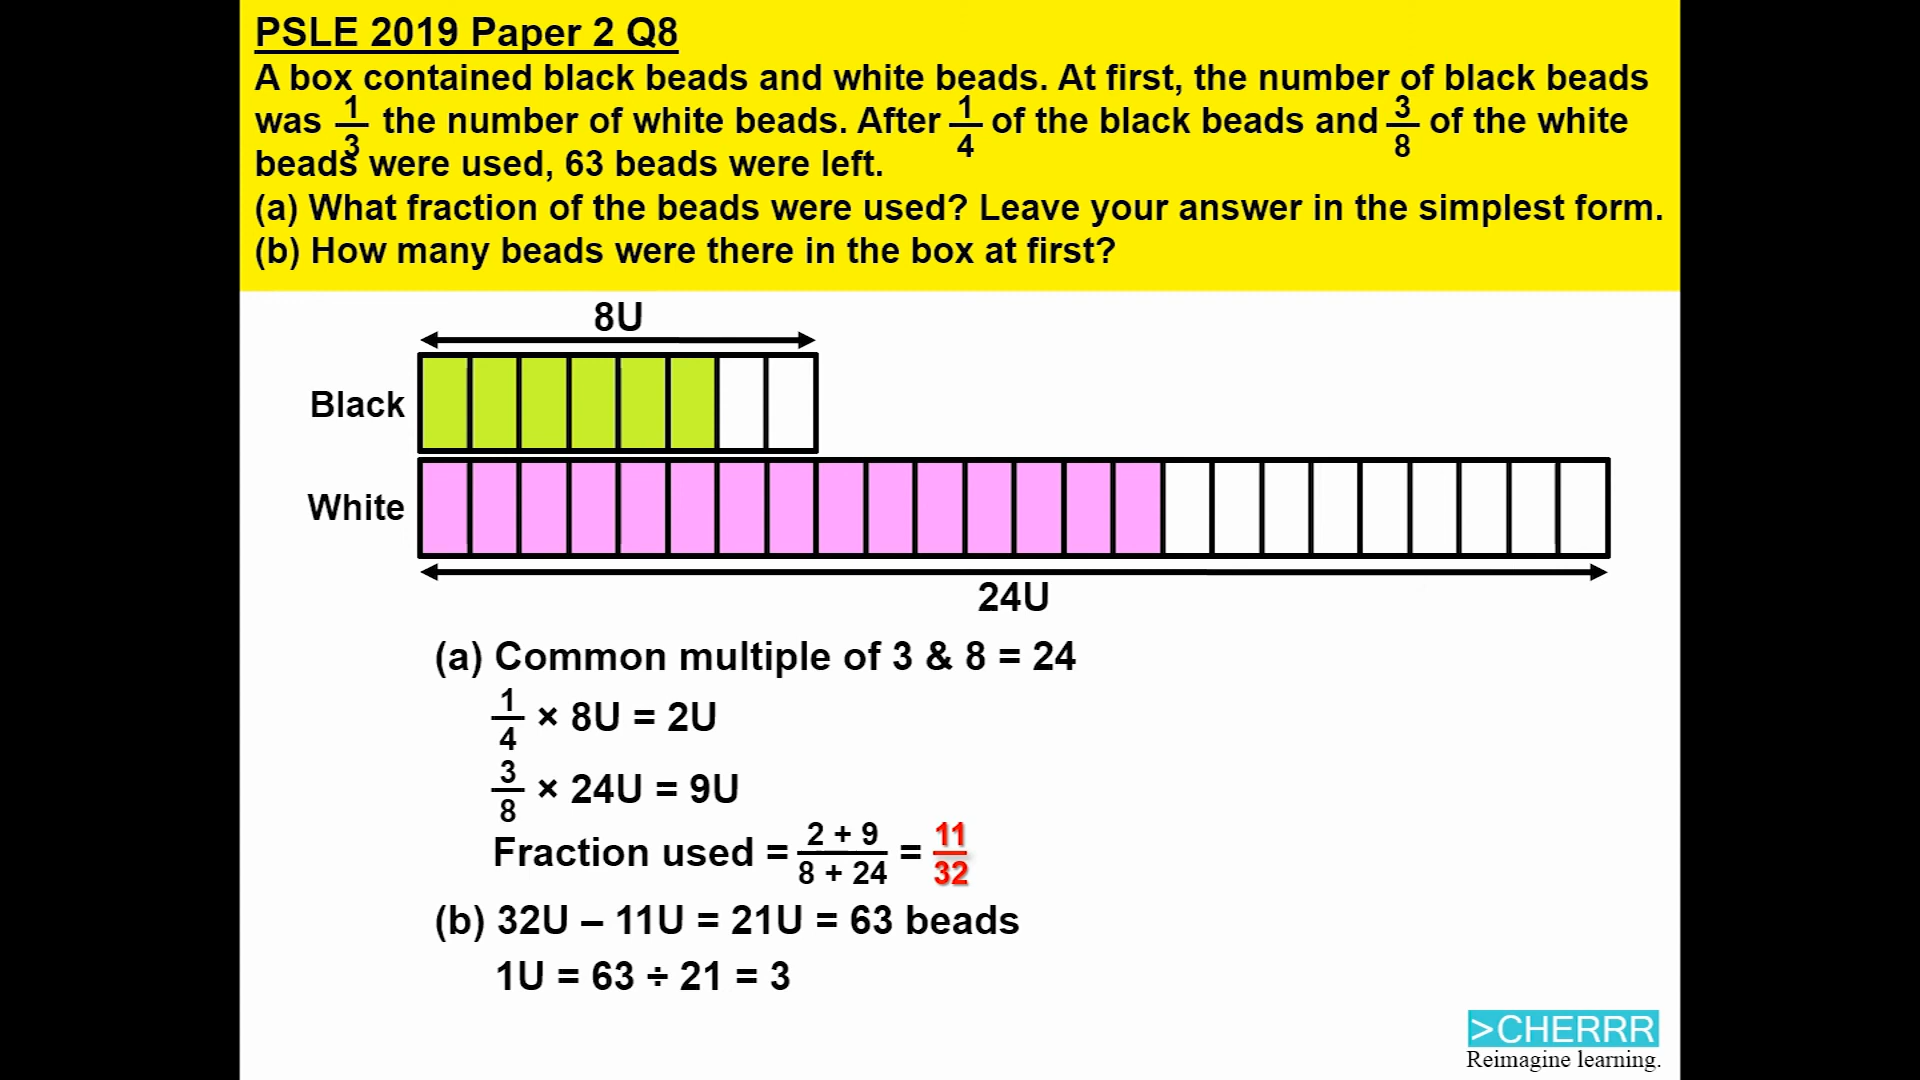 PSLE 2019 Paper 2 Q8
A box contained black beads and white beads. At first, the number of black beads
was 1/3 the number of white beads. After 1/4 of the black beads and 3/8 of the white
beads were used, 63 beads were left.
(a) What fraction of the beads were used? Leave your answer in the simplest form.
(b) How many beads were there in the box at first?
8U
Black
White
24U
(a) Common multiple of 3 & 8 = 24
1/4 × 8U = 2U
3/8 × 24U = 9U
Fraction used = 2 + 9 / 8 + 24 = 11/32
(b) 32U – 11U = 21U = 63 beads
1U = 63 ÷ 21 = 3
>CHERRR
Reimagine learning.